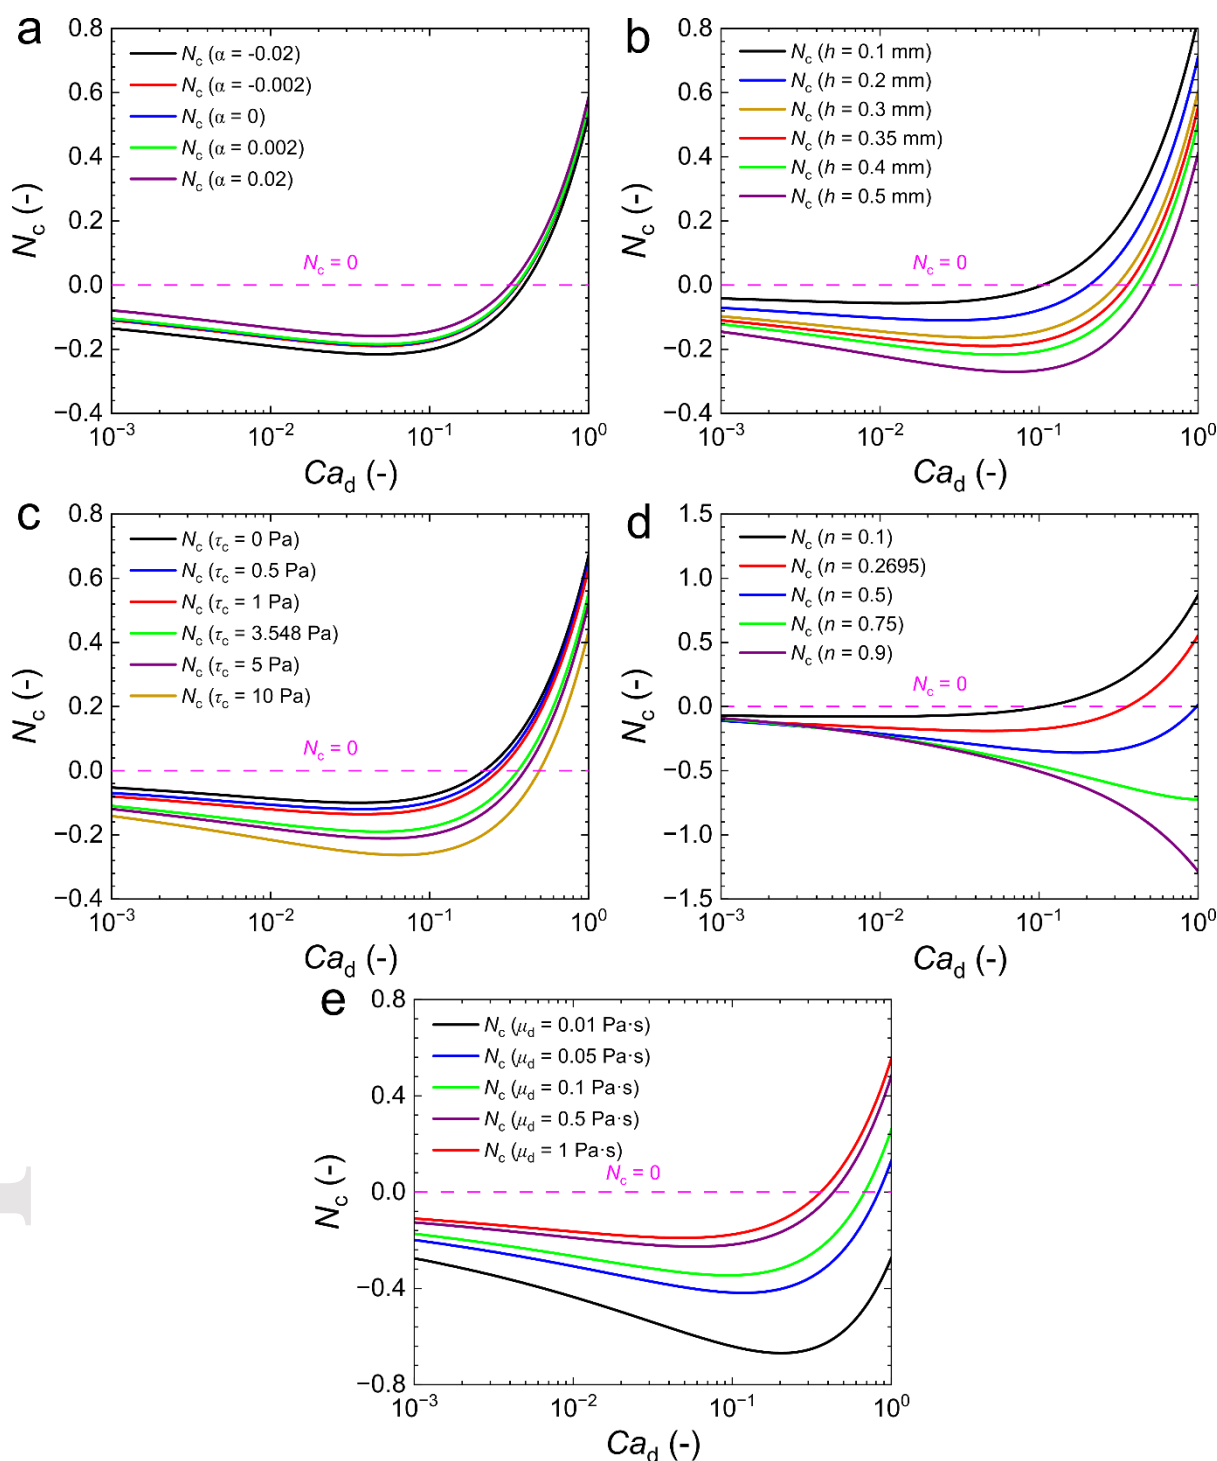 a
N_c (-)
0.8
0.6
0.4
0.2
0.0
−0.2
−0.4
N_c (α = -0.02)
N_c (α = -0.002)
N_c (α = 0)
N_c (α = 0.002)
N_c (α = 0.02)
N_c = 0
10⁻³ 10⁻² 10⁻¹ 10⁰
Ca_d (-)
b
N_c (-)
0.8
0.6
0.4
0.2
0.0
−0.2
−0.4
N_c (h = 0.1 mm)
N_c (h = 0.2 mm)
N_c (h = 0.3 mm)
N_c (h = 0.35 mm)
N_c (h = 0.4 mm)
N_c (h = 0.5 mm)
N_c = 0
10⁻³ 10⁻² 10⁻¹ 10⁰
Ca_d (-)
c
N_c (-)
0.8
0.6
0.4
0.2
0.0
−0.2
−0.4
N_c (τ_c = 0 Pa)
N_c (τ_c = 0.5 Pa)
N_c (τ_c = 1 Pa)
N_c (τ_c = 3.548 Pa)
N_c (τ_c = 5 Pa)
N_c (τ_c = 10 Pa)
N_c = 0
10⁻³ 10⁻² 10⁻¹ 10⁰
Ca_d (-)
d
N_c (-)
1.5
1.0
0.5
0.0
−0.5
−1.0
−1.5
N_c (n = 0.1)
N_c (n = 0.2695)
N_c (n = 0.5)
N_c (n = 0.75)
N_c (n = 0.9)
N_c = 0
10⁻³ 10⁻² 10⁻¹ 10⁰
Ca_d (-)
e
N_c (-)
0.8
0.4
0.0
−0.4
−0.8
N_c (μ_d = 0.01 Pa·s)
N_c (μ_d = 0.05 Pa·s)
N_c (μ_d = 0.1 Pa·s)
N_c (μ_d = 0.5 Pa·s)
N_c (μ_d = 1 Pa·s)
N_c = 0
10⁻³ 10⁻² 10⁻¹ 10⁰
Ca_d (-)